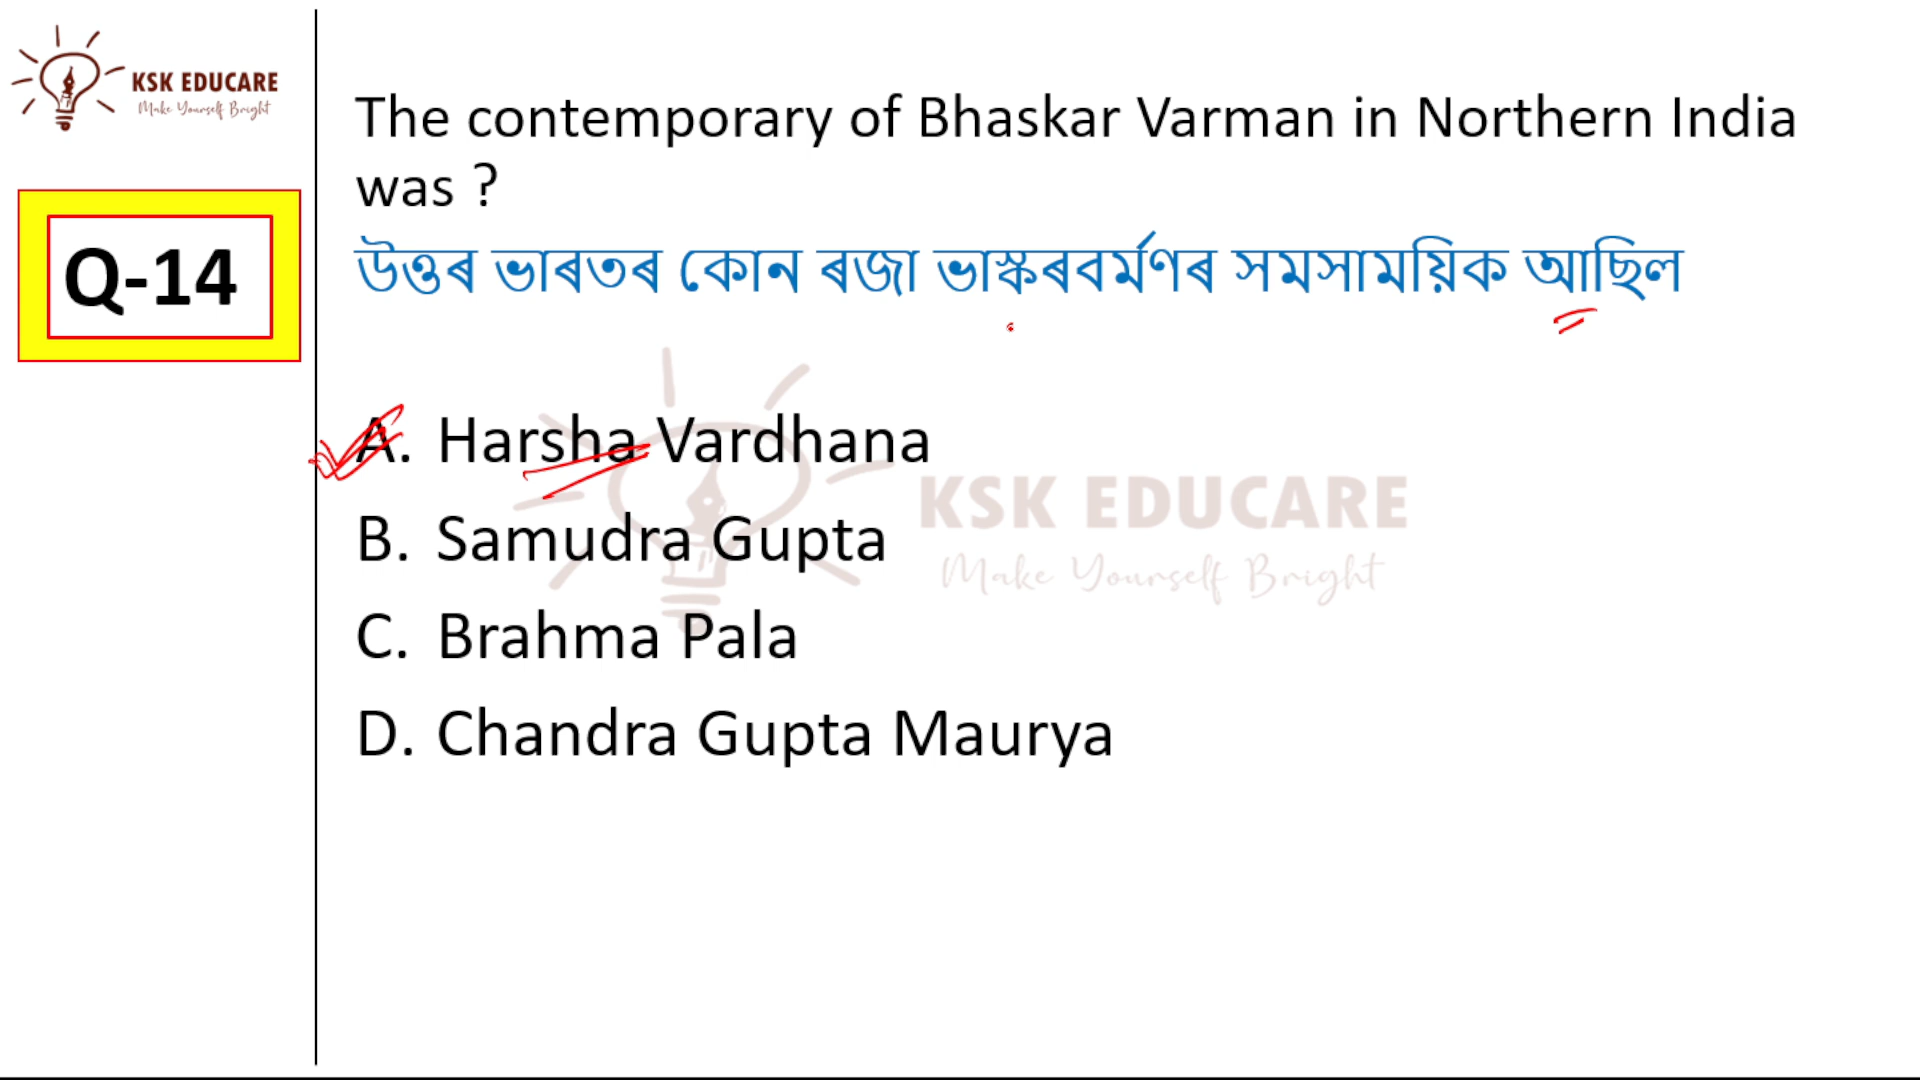 KSK EDUCARE
Make Yourself Bright
Q-14
The contemporary of Bhaskar Varman in Northern India
was ?
উত্তৰ ভাৰতৰ কোন ৰজা ভাস্কৰবৰ্মণৰ সমসাময়িক আছিল
A. Harsha Vardhana
B. Samudra Gupta
C. Brahma Pala
D. Chandra Gupta Maurya
KSK EDUCARE
Make Yourself Bright